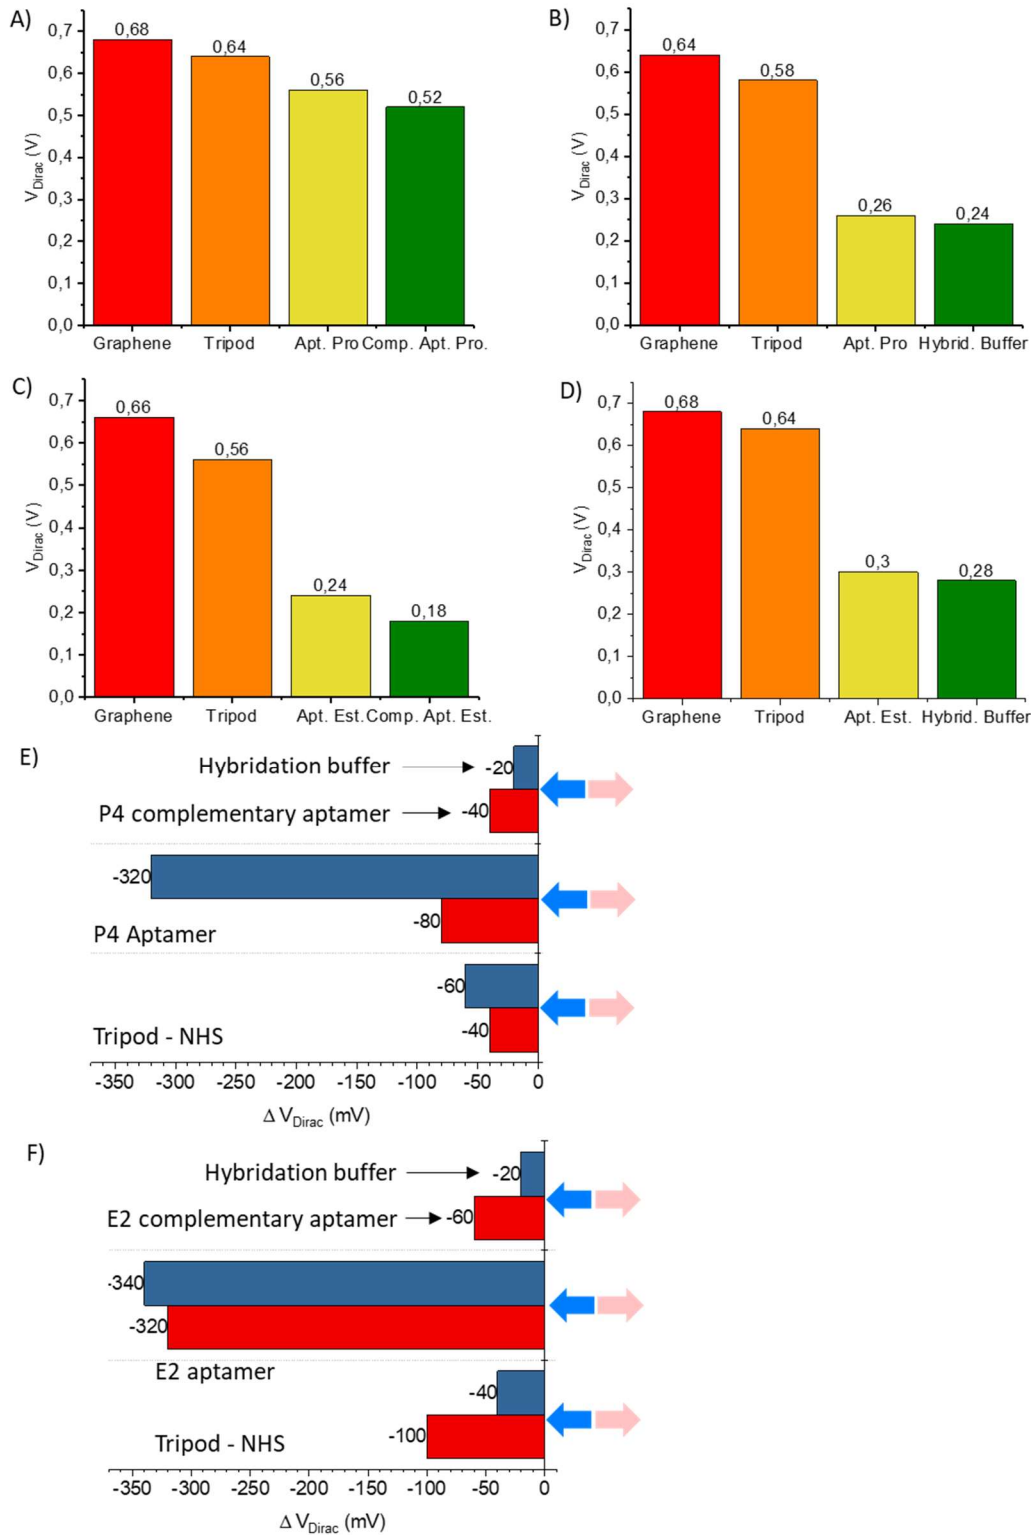 A)
V_Dirac (V)
0,7
0,6
0,5
0,4
0,3
0,2
0,1
0,0
0,68
0,64
0,56
0,52
Graphene Tripod Apt. Pro Comp. Apt. Pro.
B)
V_Dirac (V)
0,7
0,6
0,5
0,4
0,3
0,2
0,1
0,0
0,64
0,58
0,26
0,24
Graphene Tripod Apt. Pro Hybrid. Buffer
C)
V_Dirac (V)
0,7
0,6
0,5
0,4
0,3
0,2
0,1
0,0
0,66
0,56
0,24
0,18
Graphene Tripod Apt. Est. Comp. Apt. Est.
D)
V_Dirac (V)
0,7
0,6
0,5
0,4
0,3
0,2
0,1
0,0
0,68
0,64
0,3
0,28
Graphene Tripod Apt. Est. Hybrid. Buffer
E)
Hybridation buffer -20
P4 complementary aptamer -40
-320
-80
P4 Aptamer
-60
-40
Tripod - NHS
-350 -300 -250 -200 -150 -100 -50 0
Δ V_Dirac (mV)
F)
Hybridation buffer -20
E2 complementary aptamer -60
-340
-320
E2 aptamer
-40
-100
Tripod - NHS
-350 -300 -250 -200 -150 -100 -50 0
Δ V_Dirac (mV)